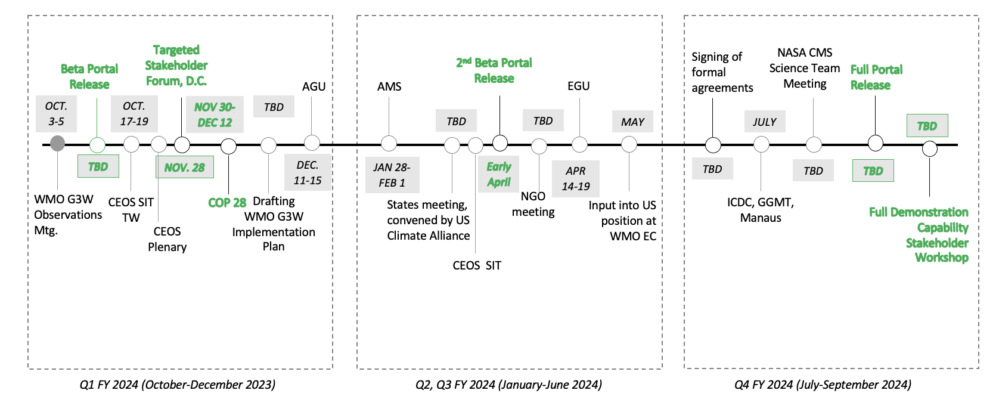 Beta Portal
Release
Targeted
Stakeholder
Forum, D.C.
AGU
OCT.
3-5
OCT.
17-19
NOV 30-
DEC 12
TBD
TBD
NOV. 28
DEC.
11-15
WMO G3W
Observations
Mtg.
CEOS SIT
TW
CEOS
Plenary
COP 28
Drafting
WMO G3W
Implementation
Plan
Q1 FY 2024 (October-December 2023)
AMS
2nd Beta Portal
Release
EGU
TBD
TBD
MAY
JAN 28-
FEB 1
Early
April
APR
14-19
States meeting,
convened by US
Climate Alliance
CEOS  SIT
NGO
meeting
Input into US
position at
WMO EC
Q2, Q3 FY 2024 (January-June 2024)
Signing of
formal
agreements
NASA CMS
Science Team
Meeting
Full Portal
Release
JULY
TBD
TBD
TBD
TBD
ICDC, GGMT,
Manaus
Full Demonstration
Capability
Stakeholder
Workshop
Q4 FY 2024 (July-September 2024)